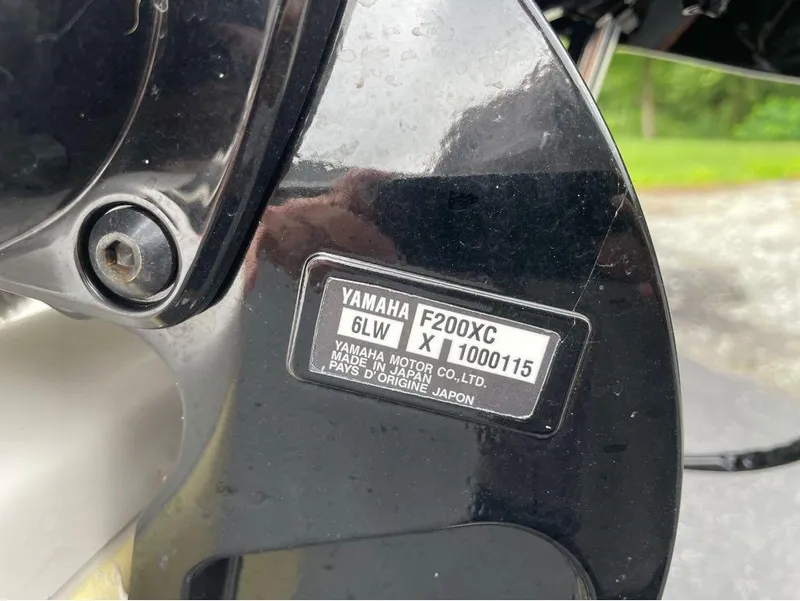 YAMAHA F200XC
6LW X 1000115
YAMAHA MOTOR CO.,LTD.
MADE IN JAPAN
PAYS D'ORIGINE JAPON